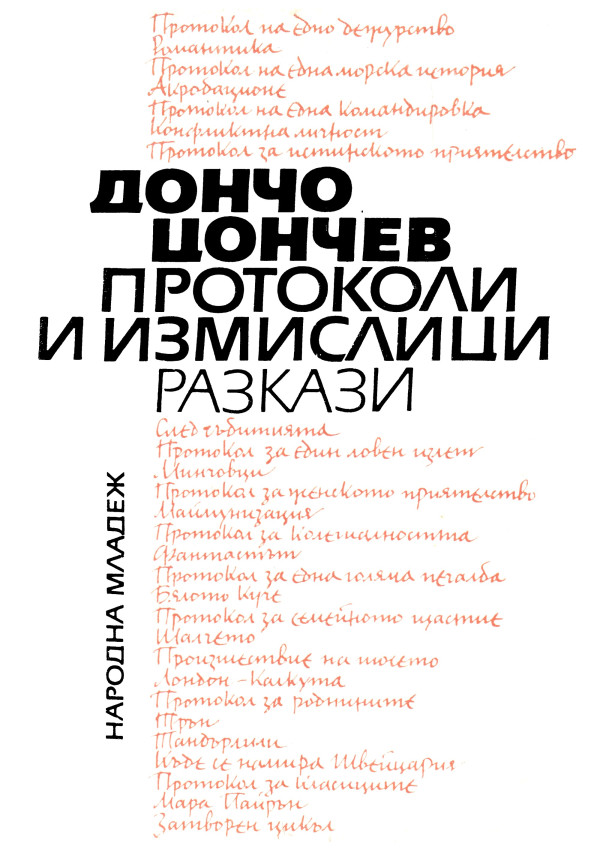 Протокол на едно дежурство
Романтика
Протокол на една морска история
Акробационе
Протокол на една командировка
Конфликтна личност
Протокол за истинското приятелство
ДОНЧО
ЦОНЧЕВ
ПРОТОКОЛИ
И ИЗМИСЛИЦИ
РАЗКАЗИ
След събитията
Протокол за един ловен излет
Минчовци
Протокол за женското приятелство
Маймунизация
Протокол за колегиалността
Фантастът
Протокол за една голяма печалба
Бялото куче
Протокол за семейното щастие
Шалчето
Произшествие на шосето
Лондон - Калкута
Протокол за роднините
Трън
Тандърлили
Къде се намира Швейцария
Протокол за класиците
Мара Пайрън
Затворен цикъл
НАРОДНА МЛАДЕЖ